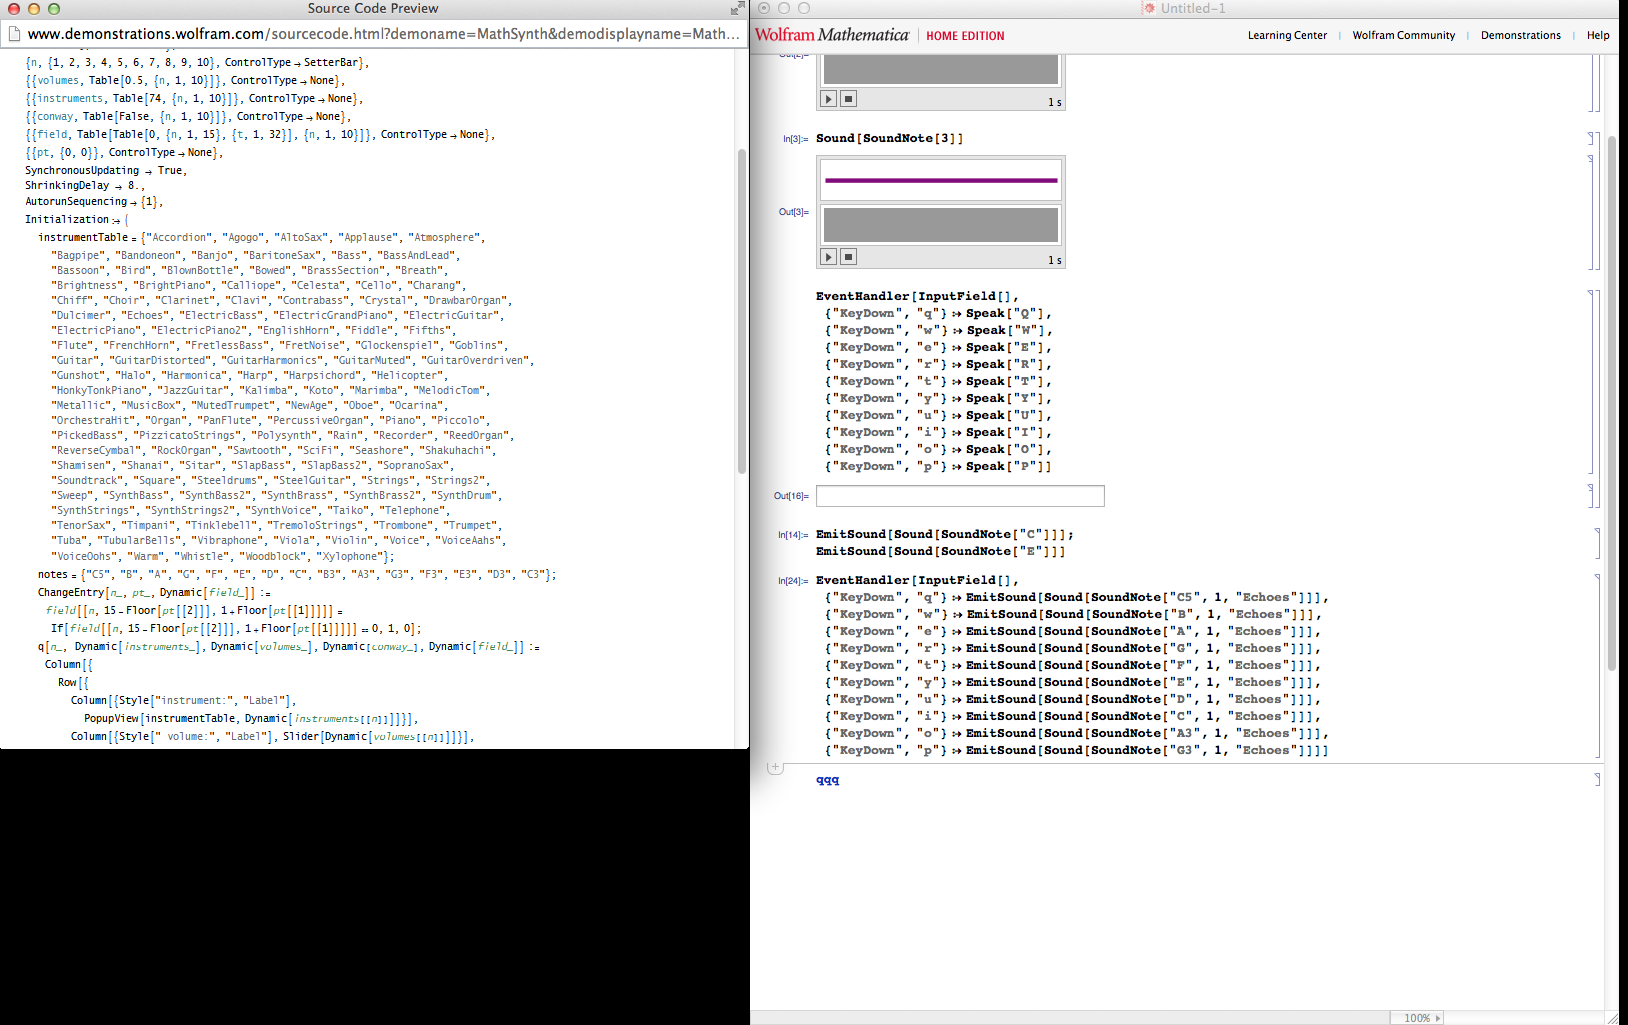 Source Code Preview
www.demonstrations.wolfram.com/sourcecode.html?demoname=MathSynth&demodisplayname=Math...
{n, {1, 2, 3, 4, 5, 6, 7, 8, 9, 10}, ControlType → SetterBar},
{{volumes, Table[0.5, {n, 1, 10}]}, ControlType → None},
{{instruments, Table[74, {n, 1, 10}]}, ControlType → None},
{{conway, Table[False, {n, 1, 10}]}, ControlType → None},
{{field, Table[Table[0, {n, 1, 15}, {t, 1, 32}], {n, 1, 10}]}, ControlType → None},
{{pt, {0, 0}}, ControlType → None},
SynchronousUpdating → True,
ShrinkingDelay → 8.,
AutorunSequencing → {1},
Initialization :→ (
instrumentTable = {"Accordion", "Agogo", "AltoSax", "Applause", "Atmosphere",
"Bagpipe", "Bandoneon", "Banjo", "BaritoneSax", "Bass", "BassAndLead",
"Bassoon", "Bird", "BlownBottle", "Bowed", "BrassSection", "Breath",
"Brightness", "BrightPiano", "Calliope", "Celesta", "Cello", "Charang",
"Chiff", "Choir", "Clarinet", "Clavi", "Contrabass", "Crystal", "DrawbarOrgan",
"Dulcimer", "Echoes", "ElectricBass", "ElectricGrandPiano", "ElectricGuitar",
"ElectricPiano", "ElectricPiano2", "EnglishHorn", "Fiddle", "Fifths",
"Flute", "FrenchHorn", "FretlessBass", "FretNoise", "Glockenspiel", "Goblins",
"Guitar", "GuitarDistorted", "GuitarHarmonics", "GuitarMuted", "GuitarOverdriven",
"Gunshot", "Halo", "Harmonica", "Harp", "Harpsichord", "Helicopter",
"HonkyTonkPiano", "JazzGuitar", "Kalimba", "Koto", "Marimba", "MelodicTom",
"Metallic", "MusicBox", "MutedTrumpet", "NewAge", "Oboe", "Ocarina",
"OrchestraHit", "Organ", "PanFlute", "PercussiveOrgan", "Piano", "Piccolo",
"PickedBass", "PizzicatoStrings", "Polysynth", "Rain", "Recorder", "ReedOrgan",
"ReverseCymbal", "RockOrgan", "Sawtooth", "SciFi", "Seashore", "Shakuhachi",
"Shamisen", "Shanai", "Sitar", "SlapBass", "SlapBass2", "SopranoSax",
"Soundtrack", "Square", "Steeldrums", "SteelGuitar", "Strings", "Strings2",
"Sweep", "SynthBass", "SynthBass2", "SynthBrass", "SynthBrass2", "SynthDrum",
"SynthStrings", "SynthStrings2", "SynthVoice", "Taiko", "Telephone",
"TenorSax", "Timpani", "Tinklebell", "TremoloStrings", "Trombone", "Trumpet",
"Tuba", "TubularBells", "Vibraphone", "Viola", "Violin", "Voice", "VoiceAahs",
"VoiceOohs", "Warm", "Whistle", "Woodblock", "Xylophone"};
notes = {"C5", "B", "A", "G", "F", "E", "D", "C", "B3", "A3", "G3", "F3", "E3", "D3", "C3"};
ChangeEntry[n_, pt_, Dynamic[field_]] :=
field[[n, 15 - Floor[pt[[2]]], 1 + Floor[pt[[1]]]]] =
If[field[[n, 15 - Floor[pt[[2]]], 1 + Floor[pt[[1]]]]] == 0, 1, 0];
q[n_, Dynamic[instruments_], Dynamic[volumes_], Dynamic[conway_], Dynamic[field_]] :=
Column[{
Row[{
Column[{Style["instrument:", "Label"],
PopupView[instrumentTable, Dynamic[instruments[[n]]]]}],
Column[{Style[" volume:", "Label"], Slider[Dynamic[volumes[[n]]]]}],
Untitled-1
Wolfram Mathematica | HOME EDITION
Learning Center | Wolfram Community | Demonstrations | Help
Out[2]=
1 s
In[3]:= Sound[SoundNote[3]]
Out[3]=
1 s
EventHandler[InputField[],
{"KeyDown", "q"} :→ Speak["Q"],
{"KeyDown", "w"} :→ Speak["W"],
{"KeyDown", "e"} :→ Speak["E"],
{"KeyDown", "r"} :→ Speak["R"],
{"KeyDown", "t"} :→ Speak["T"],
{"KeyDown", "y"} :→ Speak["Y"],
{"KeyDown", "u"} :→ Speak["U"],
{"KeyDown", "i"} :→ Speak["I"],
{"KeyDown", "o"} :→ Speak["O"],
{"KeyDown", "p"} :→ Speak["P"]]
Out[16]=
In[14]:= EmitSound[Sound[SoundNote["C"]]];
EmitSound[Sound[SoundNote["E"]]]
In[24]:= EventHandler[InputField[],
{"KeyDown", "q"} :→ EmitSound[Sound[SoundNote["C5", 1, "Echoes"]]],
{"KeyDown", "w"} :→ EmitSound[Sound[SoundNote["B", 1, "Echoes"]]],
{"KeyDown", "e"} :→ EmitSound[Sound[SoundNote["A", 1, "Echoes"]]],
{"KeyDown", "r"} :→ EmitSound[Sound[SoundNote["G", 1, "Echoes"]]],
{"KeyDown", "t"} :→ EmitSound[Sound[SoundNote["F", 1, "Echoes"]]],
{"KeyDown", "y"} :→ EmitSound[Sound[SoundNote["E", 1, "Echoes"]]],
{"KeyDown", "u"} :→ EmitSound[Sound[SoundNote["D", 1, "Echoes"]]],
{"KeyDown", "i"} :→ EmitSound[Sound[SoundNote["C", 1, "Echoes"]]],
{"KeyDown", "o"} :→ EmitSound[Sound[SoundNote["A3", 1, "Echoes"]]],
{"KeyDown", "p"} :→ EmitSound[Sound[SoundNote["G3", 1, "Echoes"]]]]
qqq
100%